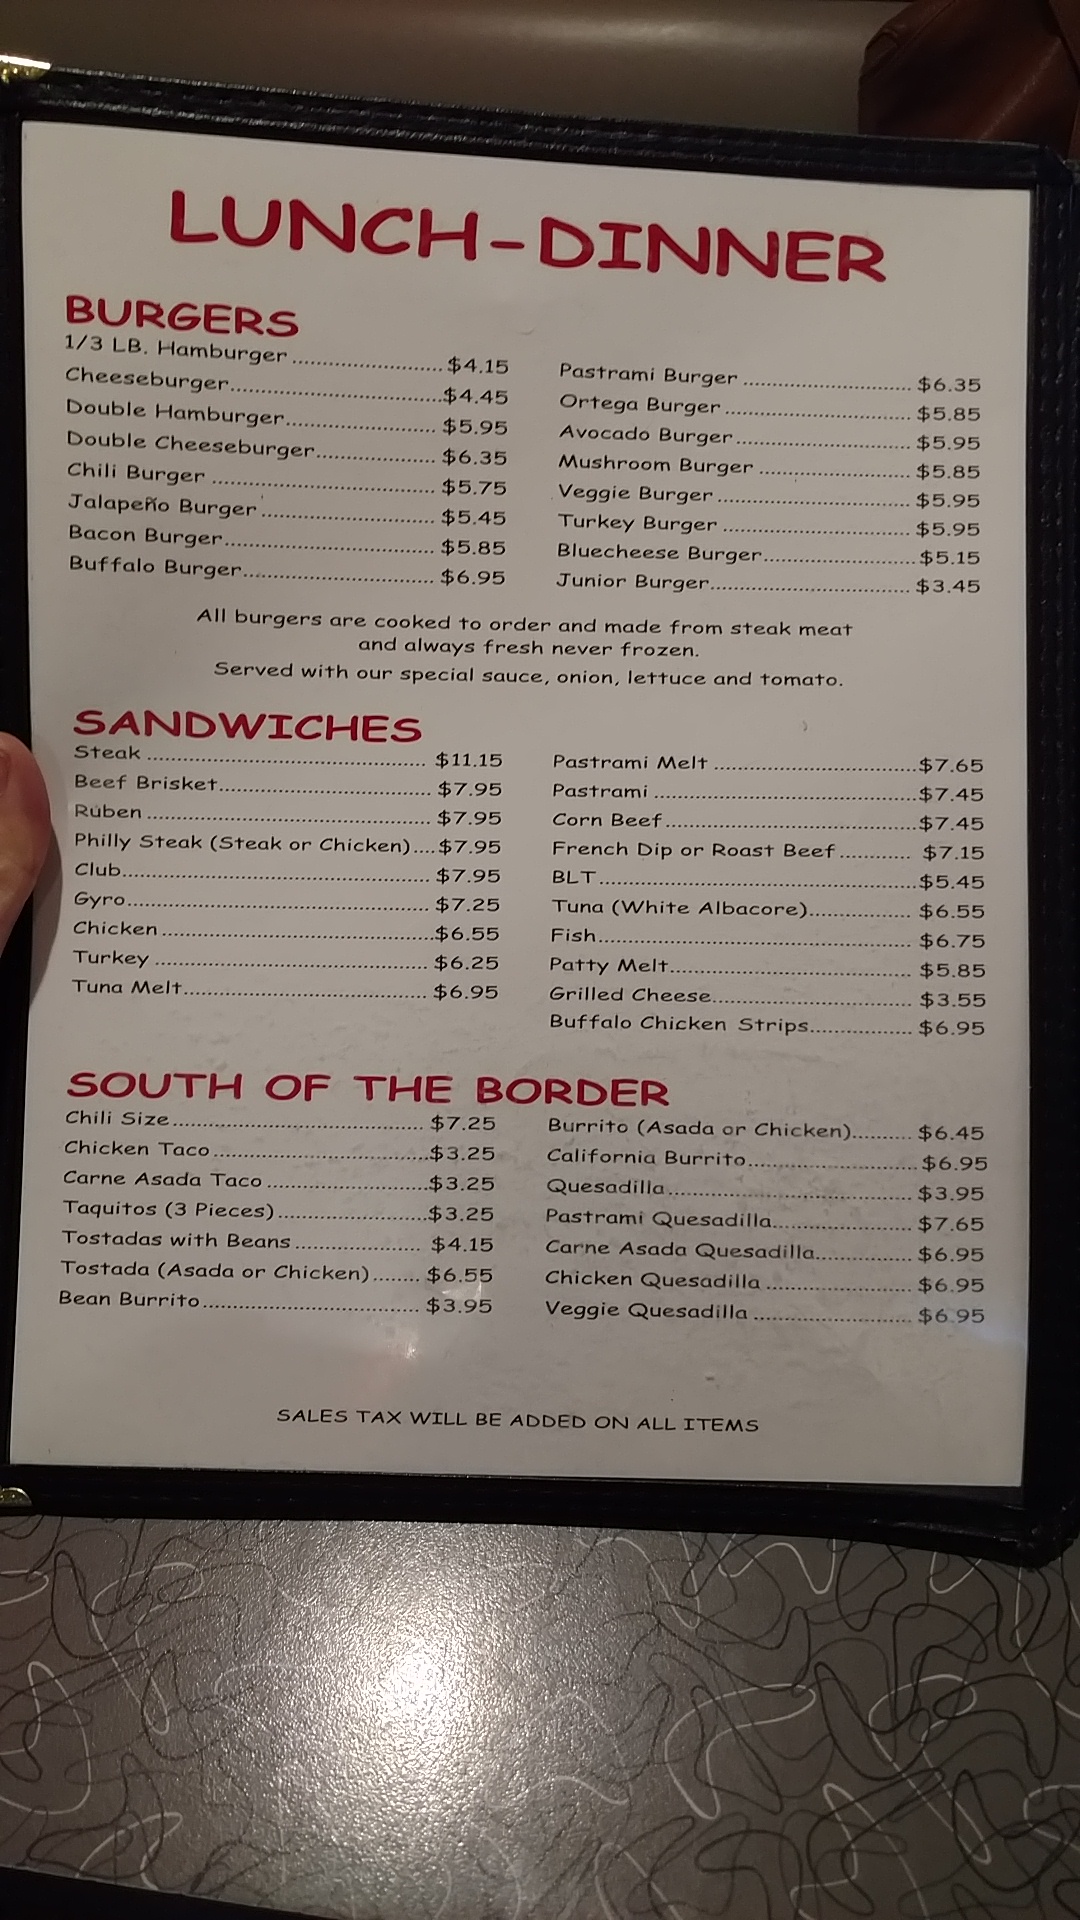 LUNCH-DINNER
BURGERS
1/3 LB. Hamburger ........................... $4.15
Cheeseburger...................................... $4.45
Double Hamburger........................... $5.95
Double Cheeseburger..................... $6.35
Chili Burger ........................................ $5.75
Jalapeño Burger ............................... $5.45
Bacon Burger..................................... $5.85
Buffalo Burger.................................. $6.95
Pastrami Burger .............................. $6.35
Ortega Burger ................................. $5.85
Avocado Burger ............................... $5.95
Mushroom Burger ........................... $5.85
Veggie Burger .................................. $5.95
Turkey Burger ................................. $5.95
Bluecheese Burger.......................... $5.15
Junior Burger................................... $3.45
All burgers are cooked to order and made from steak meat
and always fresh never frozen.
Served with our special sauce, onion, lettuce and tomato.
SANDWICHES
Steak ................................................. $11.15
Beef Brisket..................................... $7.95
Rúben ................................................. $7.95
Philly Steak (Steak or Chicken).... $7.95
Club..................................................... $7.95
Gyro.................................................... $7.25
Chicken ................................................ $6.55
Turkey ................................................ $6.25
Tuna Melt........................................... $6.95
Pastrami Melt ................................... $7.65
Pastrami ............................................. $7.45
Corn Beef ........................................... $7.45
French Dip or Roast Beef ............ $7.15
BLT ....................................................... $5.45
Tuna (White Albacore)................. $6.55
Fish....................................................... $6.75
Patty Melt.......................................... $5.85
Grilled Cheese................................... $3.55
Buffalo Chicken Strips................. $6.95
SOUTH OF THE BORDER
Chili Size............................................ $7.25
Chicken Taco ..................................... $3.25
Carne Asada Taco ............................ $3.25
Taquitos (3 Pieces) .......................... $3.25
Tostadas with Beans ...................... $4.15
Tostada (Asada or Chicken) ........ $6.55
Bean Burrito ...................................... $3.95
Burrito (Asada or Chicken).......... $6.45
California Burrito............................. $6.95
Quesadilla .......................................... $3.95
Pastrami Quesadilla........................ $7.65
Carne Asada Quesadilla................. $6.95
Chicken Quesadilla ......................... $6.95
Veggie Quesadilla ........................... $6.95
SALES TAX WILL BE ADDED ON ALL ITEMS